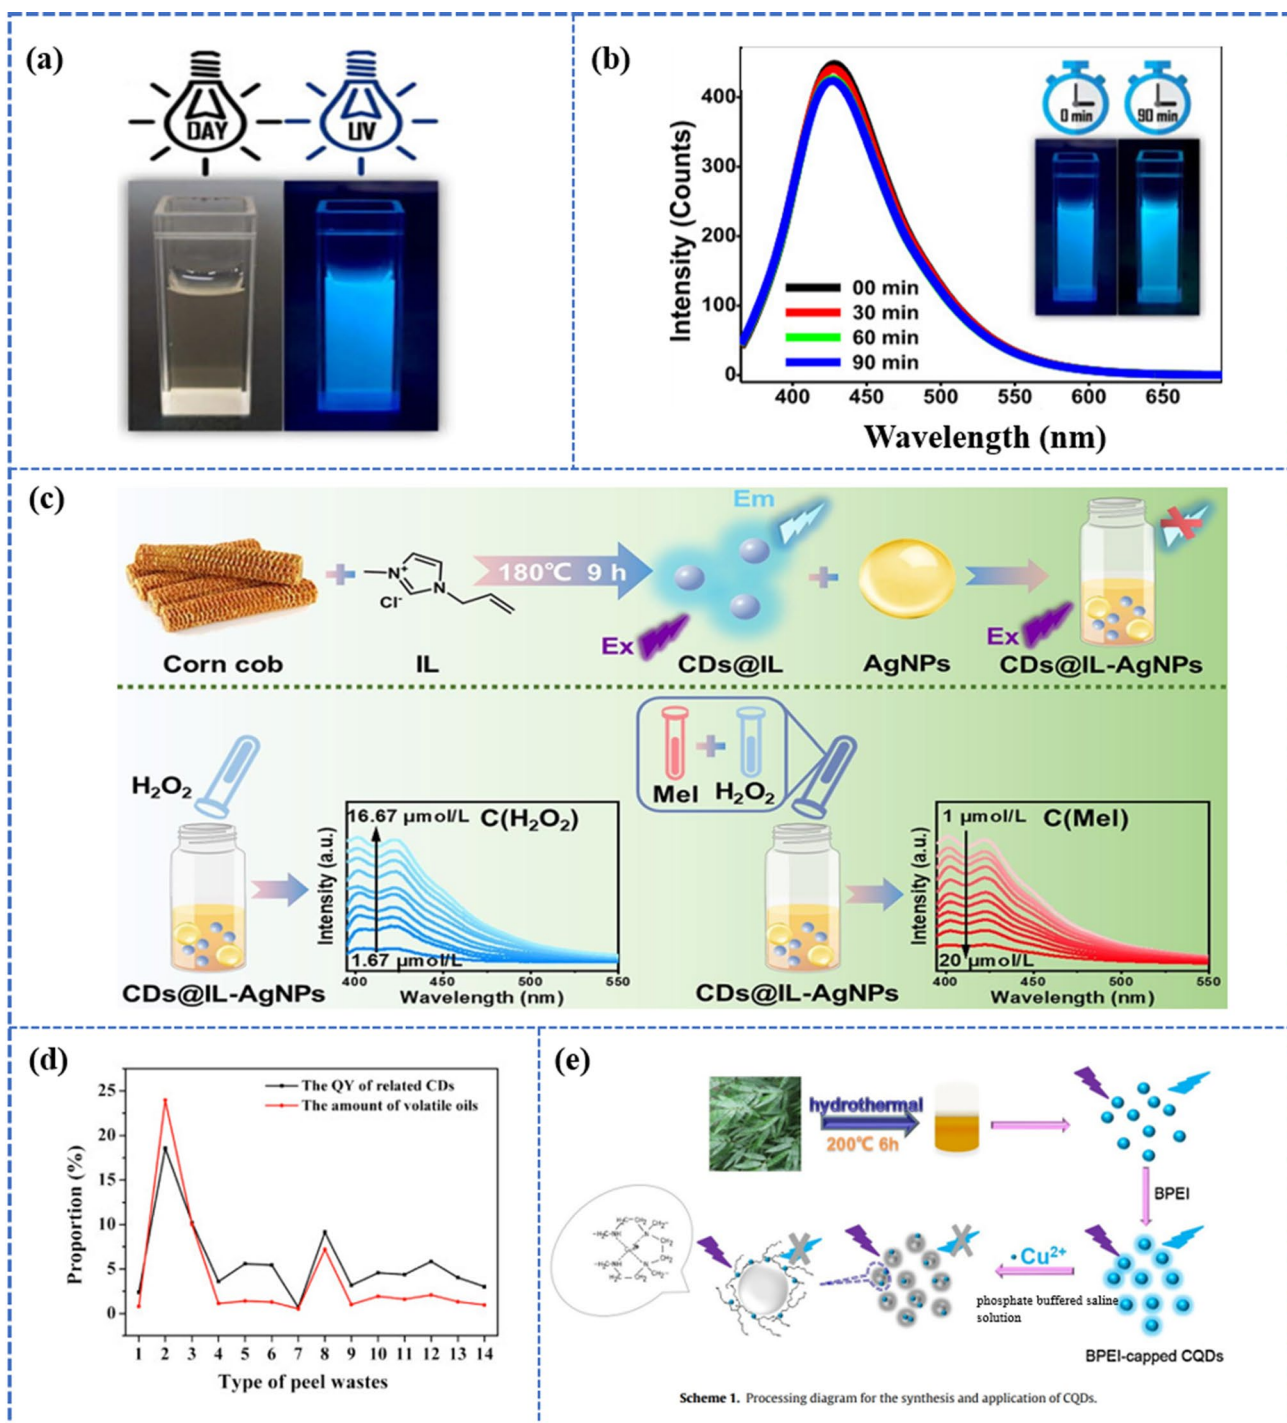 (a)
DAY
UV
(b)
400
300
200
100
0
Intensity (Counts)
00 min
30 min
60 min
90 min
0 min
90 min
400 450 500 550 600 650
Wavelength (nm)
(c)
Em
N+
N
Cl-
180℃ 9 h
Ex
Ex
Corn cob
IL
CDs@IL
AgNPs
CDs@IL-AgNPs
H2O2
CDs@IL-AgNPs
16.67 μmol/L
C(H2O2)
1.67 μmol/L
Intensity (a.u.)
400 450 500 550
Wavelength (nm)
Mel
H2O2
CDs@IL-AgNPs
1 μmol/L
C(Mel)
20 μmol/L
Intensity (a.u.)
400 450 500 550
Wavelength (nm)
(d)
25
20
15
10
5
0
Proportion (%)
The QY of related CDs
The amount of volatile oils
1 2 3 4 5 6 7 8 9 10 11 12 13 14
Type of peel wastes
(e)
hydrothermal
200℃ 6h
BPEI
Cu2+
phosphate buffered saline
solution
BPEI-capped CQDs
Scheme 1. Processing diagram for the synthesis and application of CQDs.